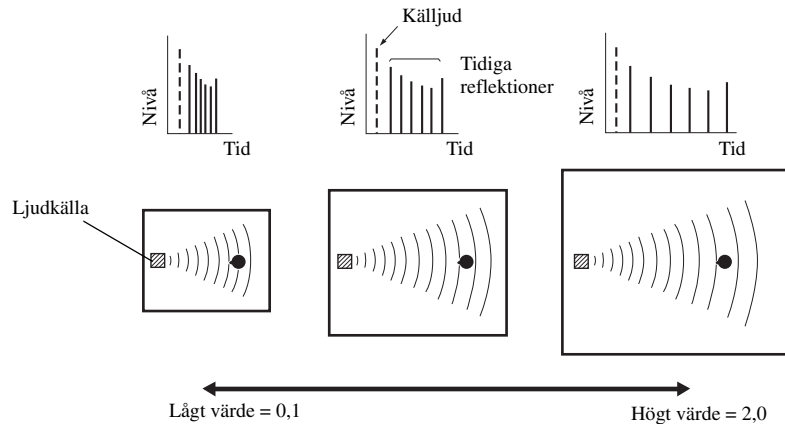 Källjud
Tidiga
reflektioner
Nivå
Tid
Nivå
Tid
Nivå
Tid
Ljudkälla
Lågt värde = 0,1
Högt värde = 2,0